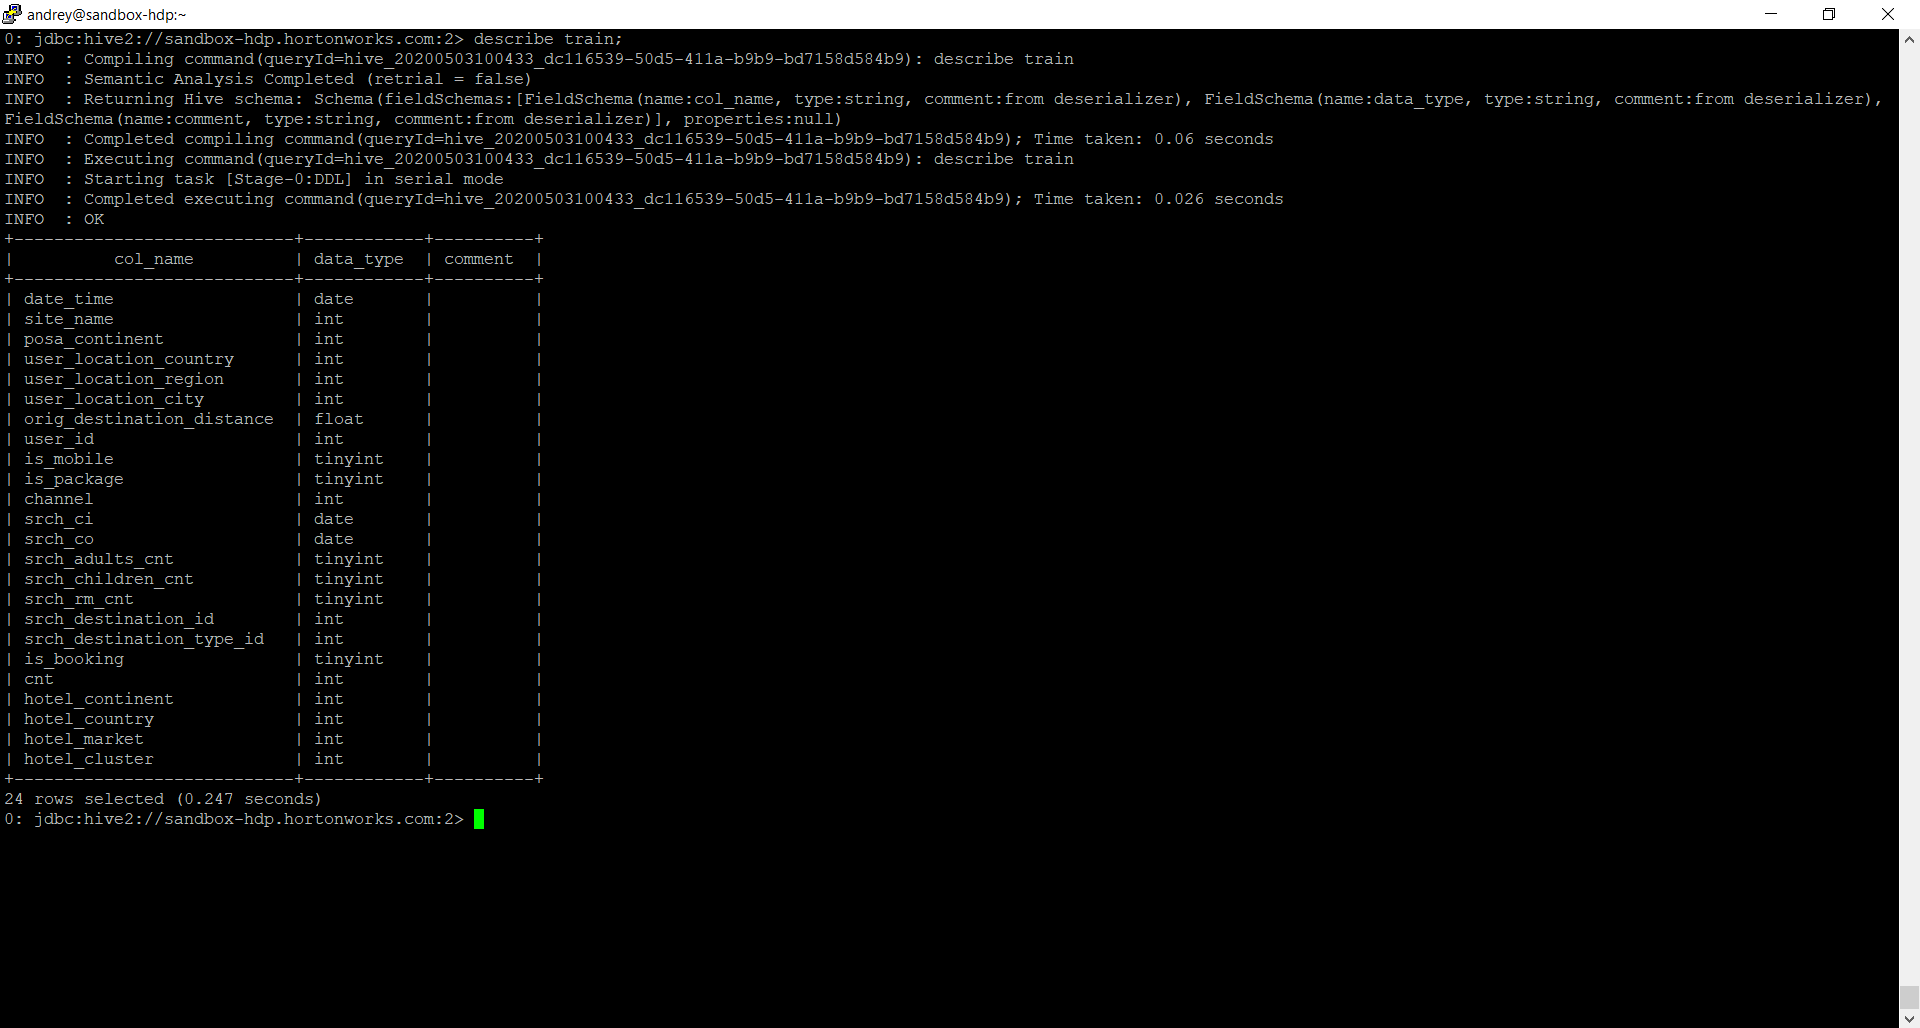 andrey@sandbox-hdp:~
0: jdbc:hive2://sandbox-hdp.hortonworks.com:2> describe train;
INFO  : Compiling command(queryId=hive_20200503100433_dc116539-50d5-411a-b9b9-bd7158d584b9): describe train
INFO  : Semantic Analysis Completed (retrial = false)
INFO  : Returning Hive schema: Schema(fieldSchemas:[FieldSchema(name:col_name, type:string, comment:from deserializer), FieldSchema(name:data_type, type:string, comment:from deserializer),
FieldSchema(name:comment, type:string, comment:from deserializer)], properties:null)
INFO  : Completed compiling command(queryId=hive_20200503100433_dc116539-50d5-411a-b9b9-bd7158d584b9); Time taken: 0.06 seconds
INFO  : Executing command(queryId=hive_20200503100433_dc116539-50d5-411a-b9b9-bd7158d584b9): describe train
INFO  : Starting task [Stage-0:DDL] in serial mode
INFO  : Completed executing command(queryId=hive_20200503100433_dc116539-50d5-411a-b9b9-bd7158d584b9); Time taken: 0.026 seconds
INFO  : OK
+----------------------------+------------+----------+
|          col_name          | data_type  | comment  |
+----------------------------+------------+----------+
| date_time                  | date       |          |
| site_name                  | int        |          |
| posa_continent             | int        |          |
| user_location_country      | int        |          |
| user_location_region       | int        |          |
| user_location_city         | int        |          |
| orig_destination_distance  | float      |          |
| user_id                    | int        |          |
| is_mobile                  | tinyint    |          |
| is_package                 | tinyint    |          |
| channel                    | int        |          |
| srch_ci                    | date       |          |
| srch_co                    | date       |          |
| srch_adults_cnt            | tinyint    |          |
| srch_children_cnt          | tinyint    |          |
| srch_rm_cnt                | tinyint    |          |
| srch_destination_id        | int        |          |
| srch_destination_type_id   | int        |          |
| is_booking                 | tinyint    |          |
| cnt                        | int        |          |
| hotel_continent            | int        |          |
| hotel_country              | int        |          |
| hotel_market               | int        |          |
| hotel_cluster              | int        |          |
+----------------------------+------------+----------+
24 rows selected (0.247 seconds)
0: jdbc:hive2://sandbox-hdp.hortonworks.com:2>